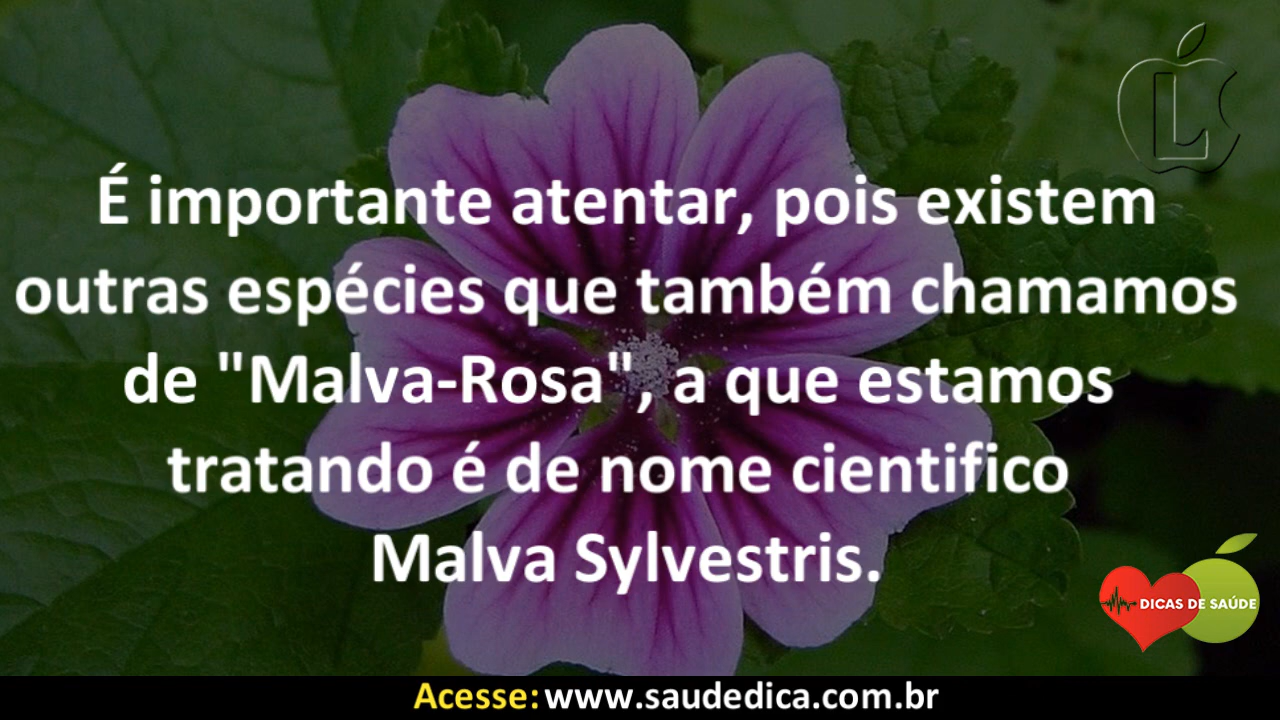 É importante atentar, pois existem
outras espécies que também chamamos
de "Malva-Rosa", a que estamos
tratando é de nome cientifico
Malva Sylvestris.
L
DICAS DE SAÚDE
Acesse: www.saudedica.com.br